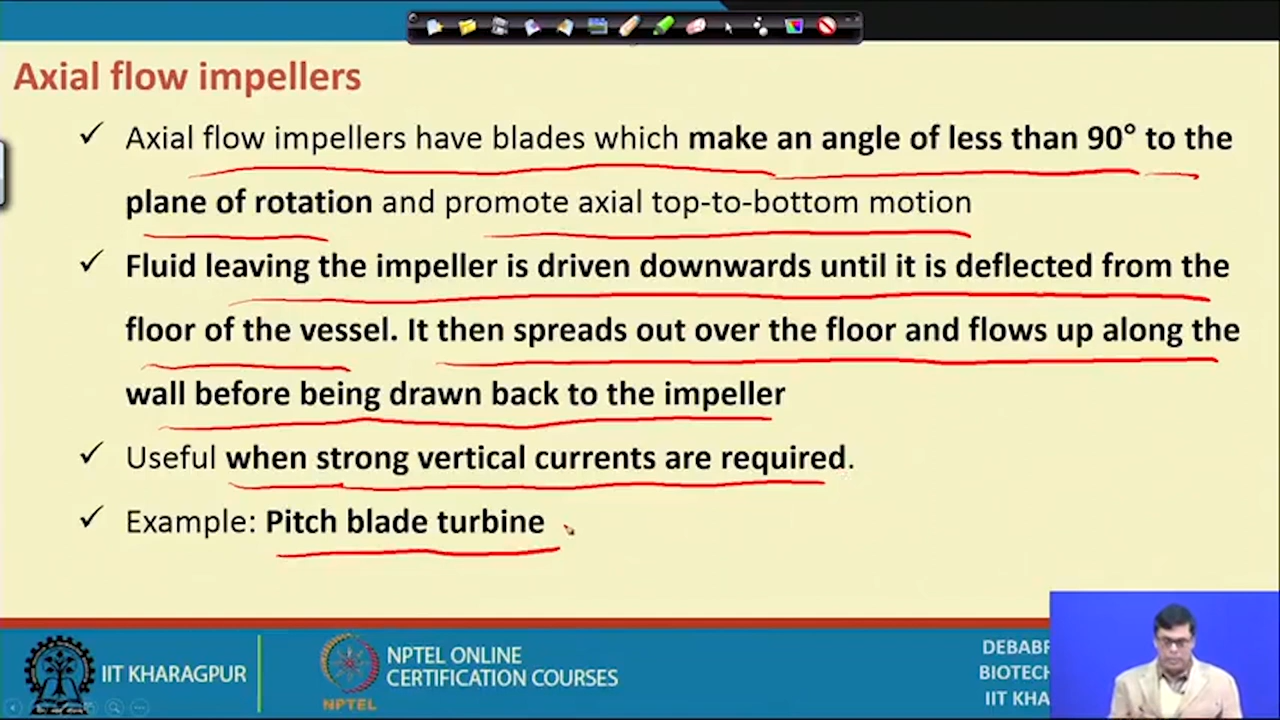 Axial flow impellers
✓ Axial flow impellers have blades which make an angle of less than 90° to the
plane of rotation and promote axial top-to-bottom motion
✓ Fluid leaving the impeller is driven downwards until it is deflected from the
floor of the vessel. It then spreads out over the floor and flows up along the
wall before being drawn back to the impeller
✓ Useful when strong vertical currents are required.
✓ Example: Pitch blade turbine
IIT KHARAGPUR
NPTEL
NPTEL ONLINE
CERTIFICATION COURSES
DEBABR
BIOTECH
IIT KHA